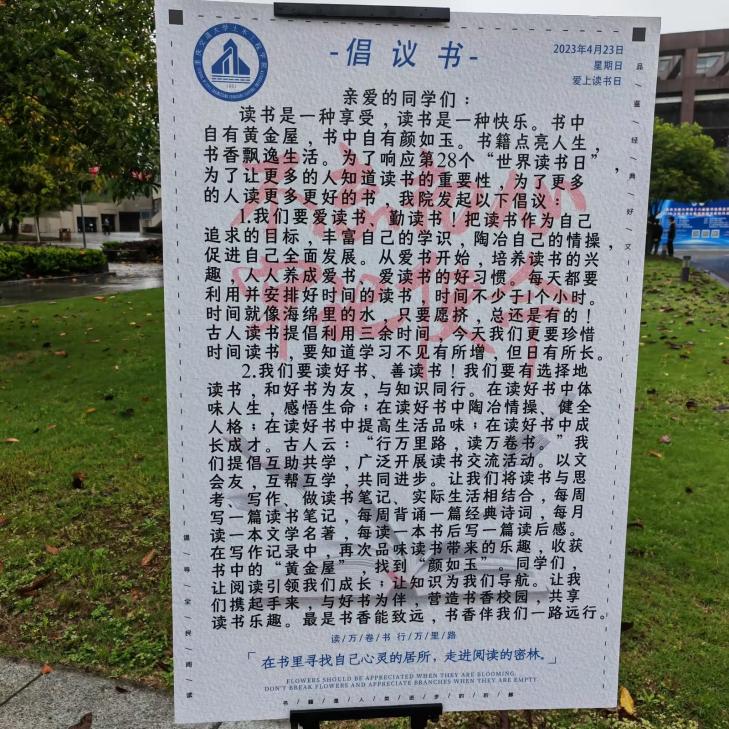 -倡议书-
2023年4月23日
星期日
爱上读书日
亲爱的同学们：
读书是一种享受，读书是一种快乐。书中
自有黄金屋，书中自有颜如玉。书籍点亮人生，
书香飘逸生活。为了响应第28个“世界读书日”，
为了让更多的人知道读书的重要性，为了更多
的人读更多更好的书，我院发起以下倡议：
1.我们要爱读书、勤读书！把读书作为自己
追求的目标，丰富自己的学识，陶冶自己的情操，
促进自己全面发展。从爱书开始，培养读书的兴
趣，人人养成爱书、爱读书的好习惯。每天都要
利用并安排好时间的读书，时间不少于1个小时。
时间就像海绵里的水，只要愿挤，总还是有的！
古人读书提倡利用三余时间，今天我们更要珍惜
时间读书，要知道学习不见有所增，但日有所长。
2.我们要读好书、善读书！我们要有选择地
读书，和好书为友，与知识同行。在读好书中体
味人生，感悟生命；在读好书中陶冶情操、健全
人格；在读好书中提高生活品味；在读好书中成
长成才。古人云：“行万里路，读万卷书。”我
们提倡互助共学，广泛开展读书交流活动。以文
会友，互帮互学，共同进步。让我们将读书与思
考、写作、做读书笔记、实际生活相结合，每周
写一篇读书笔记，每周背诵一篇经典诗词，每月
读一本文学名著，每读一本书后写一篇读后感。
在写作记录中，再次品味读书带来的乐趣，收获
书中的“黄金屋”，找到“颜如玉”。同学们，
让阅读引领我们成长；让知识为我们导航。让我
们携起手来，与好书为伴，营造书香校园，共享
读书乐趣。最是书香能致远，书香伴我们一路远行。
读/万/卷/书 行/万/里/路
「在书里寻找自己心灵的居所，走进阅读的密林。」
FLOWERS SHOULD BE APPRECIATED WHEN THEY ARE BLOOMING,
DON'T BREAK FLOWERS AND APPRECIATE BRANCHES WHEN THEY ARE EMPTY
书/籍/是/人/类/进/步/的/阶/梯
品/鉴/经/典/好/文
倡/导/全/民/阅/读